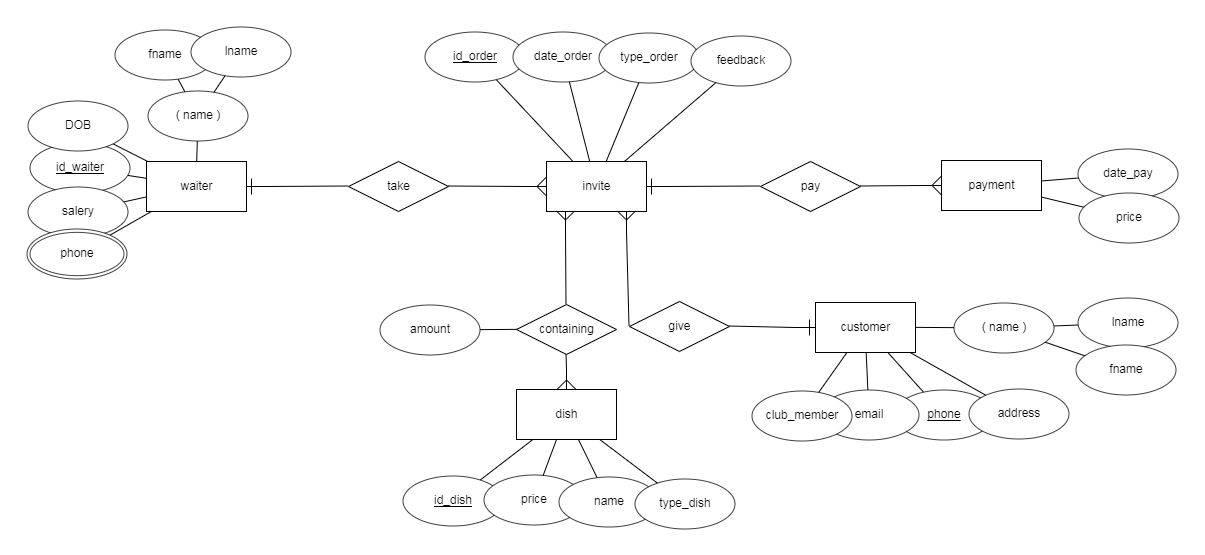 fname
lname
( name )
DOB
id_waiter
salery
phone
waiter
take
id_order
date_order
type_order
feedback
invite
pay
payment
date_pay
price
amount
containing
give
customer
( name )
lname
fname
club_member
email
phone
address
dish
id_dish
price
name
type_dish